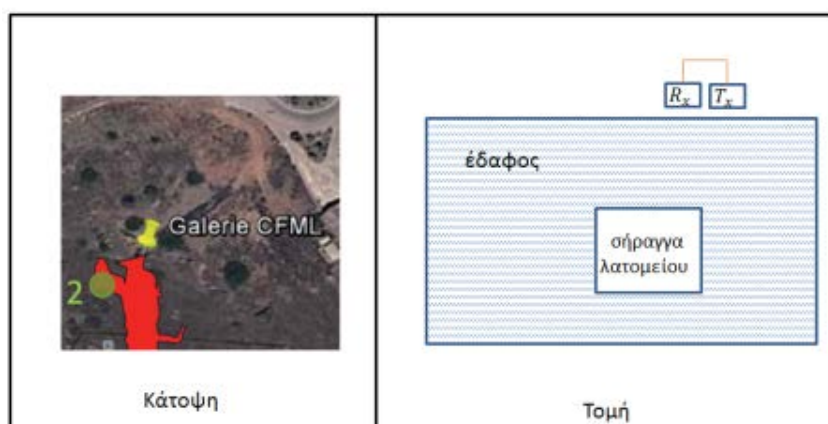 Galerie CFML
2
Κάτοψη
Rx Tx
έδαφος
σήραγγα
λατομείου
Τομή